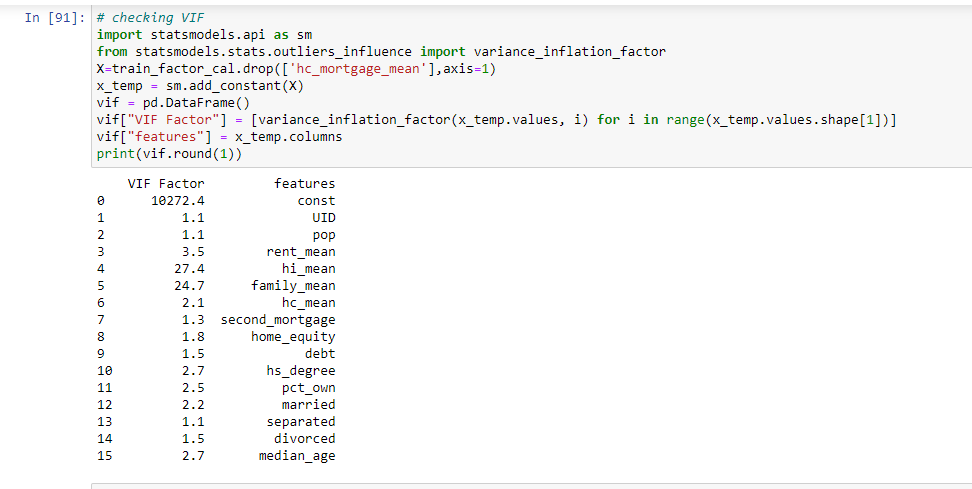 In [91]: # checking VIF
import statsmodels.api as sm
from statsmodels.stats.outliers_influence import variance_inflation_factor
X=train_factor_cal.drop(['hc_mortgage_mean'],axis=1)
x_temp = sm.add_constant(X)
vif = pd.DataFrame()
vif["VIF Factor"] = [variance_inflation_factor(x_temp.values, i) for i in range(x_temp.values.shape[1])]
vif["features"] = x_temp.columns
print(vif.round(1))
VIF Factor features
0 10272.4 const
1 1.1 UID
2 1.1 pop
3 3.5 rent_mean
4 27.4 hi_mean
5 24.7 family_mean
6 2.1 hc_mean
7 1.3 second_mortgage
8 1.8 home_equity
9 1.5 debt
10 2.7 hs_degree
11 2.5 pct_own
12 2.2 married
13 1.1 separated
14 1.5 divorced
15 2.7 median_age